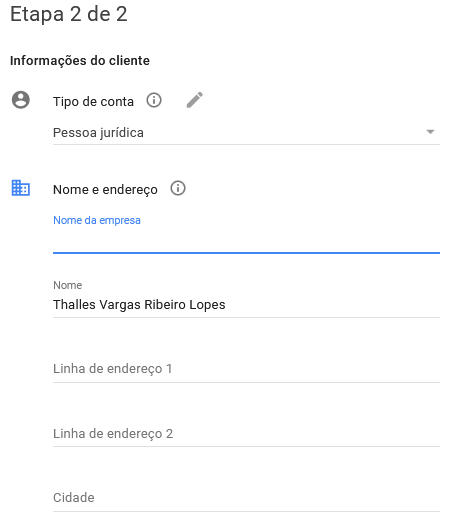 Etapa 2 de 2
Informações do cliente
Tipo de conta
Pessoa jurídica
Nome e endereço
Nome da empresa
Nome
Thalles Vargas Ribeiro Lopes
Linha de endereço 1
Linha de endereço 2
Cidade